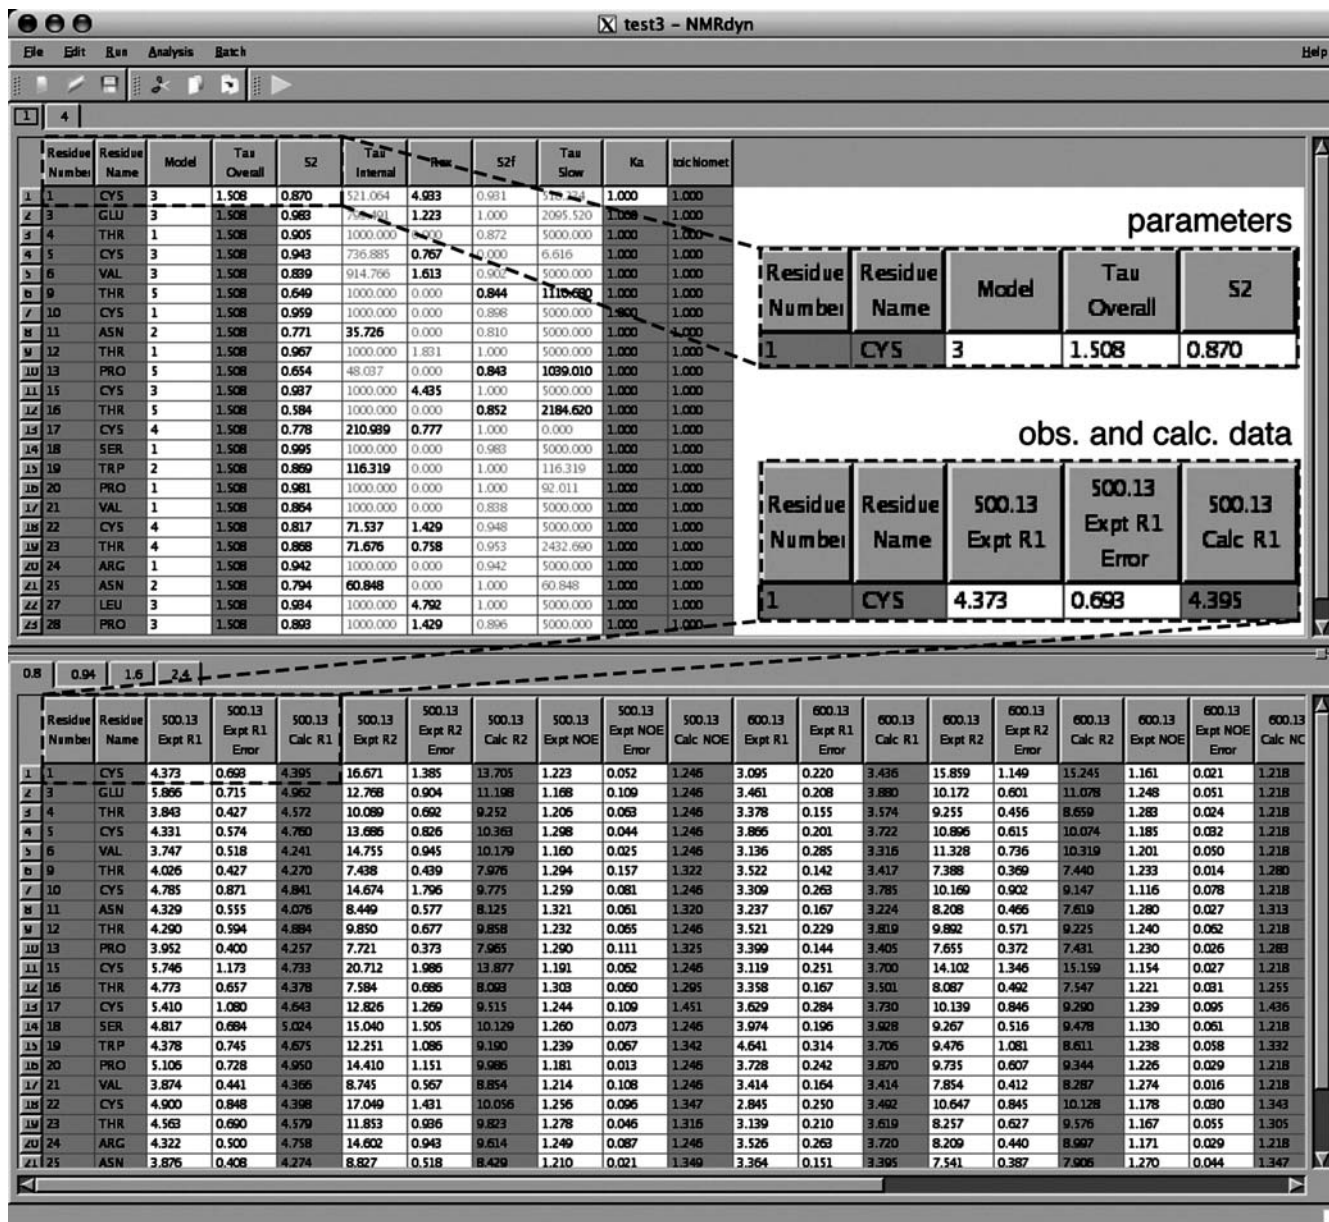 X test3 – NMRdyn
File Edit Run Analysis Batch Help
1 4
Residue Residue Model Tau S2 Tau Rex S2f Tau Ka toichiomet
Number Name Overall Internal Slow
1 1 CYS 3 1.508 0.870 521.064 4.933 0.931 1.000 1.000
2 3 GLU 3 1.508 0.983 1.223 1.000 2095.520 1.000 1.000
3 4 THR 1 1.508 0.905 1000.000 0.000 0.872 5000.000 1.000 1.000
4 5 CYS 3 1.508 0.943 736.885 0.767 0.000 6.616 1.000 1.000
5 6 VAL 3 1.508 0.839 914.766 1.613 0.902 5000.000 1.000 1.000
6 9 THR 5 1.508 0.649 1000.000 0.000 0.844 1116.680 1.000 1.000
7 10 CYS 1 1.508 0.959 1000.000 0.000 0.898 5000.000 1.000 1.000
8 11 ASN 2 1.508 0.771 35.726 0.000 0.810 5000.000 1.000 1.000
9 12 THR 1 1.508 0.967 1000.000 1.831 1.000 5000.000 1.000 1.000
10 13 PRO 5 1.508 0.654 48.037 0.000 0.843 1039.010 1.000 1.000
11 15 CYS 3 1.508 0.937 1000.000 4.435 1.000 5000.000 1.000 1.000
12 16 THR 5 1.508 0.584 1000.000 0.000 0.852 2184.620 1.000 1.000
13 17 CYS 4 1.508 0.778 210.989 0.777 1.000 0.000 1.000 1.000
14 18 SER 1 1.508 0.995 1000.000 0.000 0.983 5000.000 1.000 1.000
15 19 TRP 2 1.508 0.869 116.319 0.000 1.000 116.319 1.000 1.000
16 20 PRO 1 1.508 0.981 1000.000 0.000 1.000 92.011 1.000 1.000
17 21 VAL 1 1.508 0.864 1000.000 0.000 0.838 5000.000 1.000 1.000
18 22 CYS 4 1.508 0.817 71.537 1.429 0.948 5000.000 1.000 1.000
19 23 THR 4 1.508 0.868 71.676 0.758 0.953 2432.690 1.000 1.000
20 24 ARG 1 1.508 0.942 1000.000 0.000 0.942 5000.000 1.000 1.000
21 25 ASN 2 1.508 0.794 60.848 0.000 1.000 60.848 1.000 1.000
22 27 LEU 3 1.508 0.934 1000.000 4.792 1.000 5000.000 1.000 1.000
23 28 PRO 3 1.508 0.893 1000.000 1.429 0.896 5000.000 1.000 1.000
parameters
Residue Residue Model Tau S2
Number Name Overall
1 CYS 3 1.508 0.870
obs. and calc. data
Residue Residue 500.13 500.13 500.13
Number Name Expt R1 Expt R1 Calc R1
Error
1 CYS 4.373 0.693 4.395
0.8 0.94 1.6 2.4
Residue Residue 500.13 500.13 500.13 500.13 500.13 500.13 500.13 500.13 500.13 600.13 600.13 600.13 600.13 600.13 600.13 600.13 600.13 600.13
Number Name Expt R1 Expt R1 Calc R1 Expt R2 Expt R2 Calc R2 Expt NOE Expt NOE Calc NOE Expt R1 Expt R1 Calc R1 Expt R2 Expt R2 Calc R2 Expt NOE Expt NOE Calc NC
Error Error Error Error Error Error
1 1 CYS 4.373 0.693 4.395 16.671 1.385 13.705 1.223 0.052 1.246 3.095 0.220 3.436 15.859 1.149 15.245 1.161 0.021 1.218
2 3 GLU 5.866 0.715 4.962 12.768 0.904 11.198 1.168 0.109 1.246 3.461 0.208 3.880 10.172 0.601 11.078 1.248 0.051 1.218
3 4 THR 3.843 0.427 4.572 10.089 0.692 9.252 1.206 0.063 1.246 3.378 0.155 3.574 9.255 0.456 8.659 1.283 0.024 1.218
4 5 CYS 4.331 0.574 4.760 13.686 0.826 10.363 1.298 0.044 1.246 3.866 0.201 3.722 10.896 0.615 10.074 1.185 0.032 1.218
5 6 VAL 3.747 0.518 4.241 14.755 0.945 10.179 1.160 0.025 1.246 3.136 0.285 3.316 11.328 0.736 10.319 1.201 0.050 1.218
6 9 THR 4.026 0.427 4.270 7.438 0.439 7.976 1.294 0.157 1.322 3.522 0.142 3.417 7.388 0.369 7.440 1.233 0.014 1.280
7 10 CYS 4.785 0.871 4.841 14.674 1.796 9.775 1.259 0.081 1.246 3.309 0.263 3.785 10.169 0.902 9.147 1.116 0.078 1.218
8 11 ASN 4.329 0.555 4.076 8.449 0.577 8.125 1.321 0.061 1.320 3.237 0.167 3.224 8.208 0.466 7.619 1.280 0.027 1.313
9 12 THR 4.290 0.594 4.884 9.850 0.677 9.858 1.232 0.065 1.246 3.521 0.229 3.819 9.892 0.571 9.225 1.240 0.062 1.218
10 13 PRO 3.952 0.400 4.257 7.721 0.373 7.965 1.290 0.111 1.325 3.399 0.144 3.405 7.655 0.372 7.431 1.230 0.026 1.283
11 15 CYS 5.746 1.173 4.733 20.712 1.986 13.877 1.191 0.062 1.246 3.119 0.251 3.700 14.102 1.346 15.159 1.154 0.027 1.218
12 16 THR 4.773 0.657 4.378 7.584 0.686 8.093 1.303 0.060 1.295 3.358 0.167 3.501 8.087 0.492 7.547 1.221 0.031 1.255
13 17 CYS 5.410 1.080 4.643 12.826 1.269 9.515 1.244 0.109 1.451 3.629 0.284 3.730 10.139 0.846 9.290 1.239 0.095 1.436
14 18 SER 4.817 0.684 5.024 15.040 1.505 10.129 1.260 0.073 1.246 3.974 0.196 3.928 9.267 0.516 9.478 1.130 0.061 1.218
15 19 TRP 4.378 0.745 4.675 12.251 1.086 9.190 1.239 0.067 1.342 4.641 0.314 3.706 9.476 1.081 8.611 1.238 0.058 1.332
16 20 PRO 5.106 0.728 4.950 14.410 1.151 9.986 1.181 0.013 1.246 3.728 0.242 3.870 9.735 0.607 9.344 1.226 0.029 1.218
17 21 VAL 3.874 0.441 4.366 8.745 0.567 8.854 1.214 0.108 1.246 3.414 0.164 3.414 7.854 0.412 8.287 1.274 0.016 1.218
18 22 CYS 4.900 0.848 4.398 17.049 1.431 10.056 1.256 0.096 1.347 2.845 0.250 3.492 10.647 0.845 10.128 1.178 0.030 1.343
19 23 THR 4.563 0.690 4.579 11.853 0.936 9.823 1.278 0.046 1.316 3.139 0.210 3.619 8.257 0.627 9.576 1.167 0.055 1.305
20 24 ARG 4.322 0.500 4.758 14.602 0.943 9.614 1.249 0.087 1.246 3.526 0.263 3.720 8.209 0.440 8.997 1.171 0.029 1.218
21 25 ASN 3.876 0.408 4.274 8.827 0.518 8.429 1.210 0.021 1.349 3.364 0.151 3.395 7.541 0.387 7.906 1.270 0.044 1.347